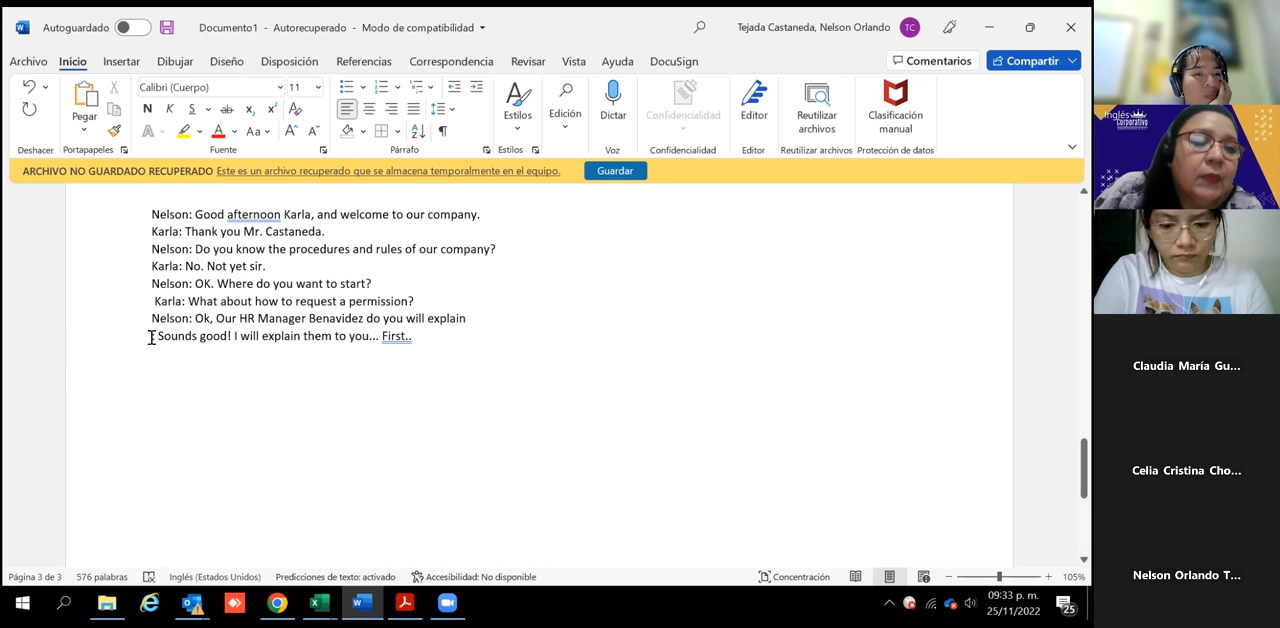 Autoguardado
Documento1 - Autorecuperado - Modo de compatibilidad
Tejada Castaneda, Nelson Orlando TC
Archivo Inicio Insertar Dibujar Diseño Disposición Referencias Correspondencia Revisar Vista Ayuda DocuSign
Comentarios Compartir
Calibri (Cuerpo) 11
Pegar
N K S ab x₂ x²
A A Aa A A
Estilos Edición Dictar Confidencialidad Editor Reutilizar archivos Clasificación manual
Deshacer Portapapeles Fuente Párrafo Estilos Voz Confidencialidad Editor Reutilizar archivos Protección de datos
ARCHIVO NO GUARDADO RECUPERADO Este es un archivo recuperado que se almacena temporalmente en el equipo. Guardar
Nelson: Good afternoon Karla, and welcome to our company.
Karla: Thank you Mr. Castaneda.
Nelson: Do you know the procedures and rules of our company?
Karla: No. Not yet sir.
Nelson: OK. Where do you want to start?
Karla: What about how to request a permission?
Nelson: Ok, Our HR Manager Benavidez do you will explain
Sounds good! I will explain them to you... First..
Página 3 de 3 576 palabras Inglés (Estados Unidos) Predicciones de texto: activado Accesibilidad: No disponible Concentración 105%
09:33 p. m.
25/11/2022
25
Inglés
Corporativo
Claudia María Gu...
Celia Cristina Cho...
Nelson Orlando T...